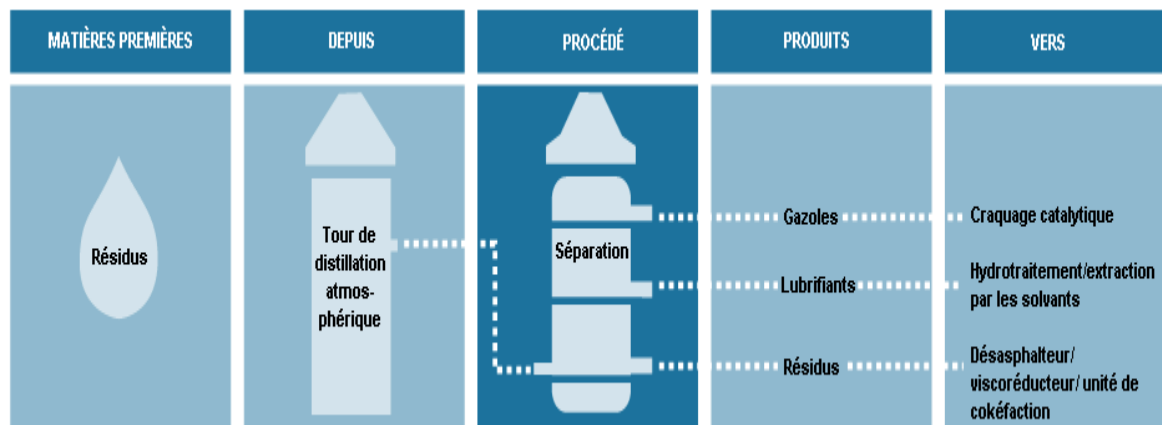 MATIÈRES PREMIÈRES
DEPUIS
PROCÉDÉ
PRODUITS
VERS
Résidus
Tour de
distillation
atmos-
phérique
Séparation
Gazoles
Craquage catalytique
Lubrifiants
Hydrotraitement/extraction
par les solvants
Résidus
Désasphalteur/
viscoréducteur/ unité de
cokéfaction